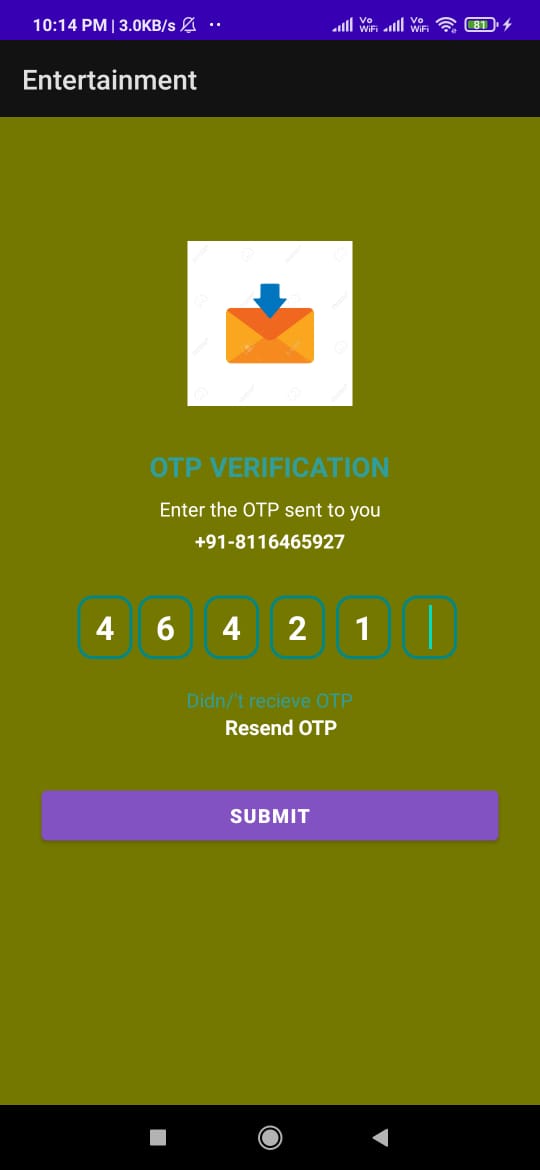 10:14 PM | 3.0KB/s
Vo WiFi Vo WiFi 81
Entertainment
OTP VERIFICATION
Enter the OTP sent to you
+91-8116465927
4 6 4 2 1
Didn/'t recieve OTP
Resend OTP
SUBMIT